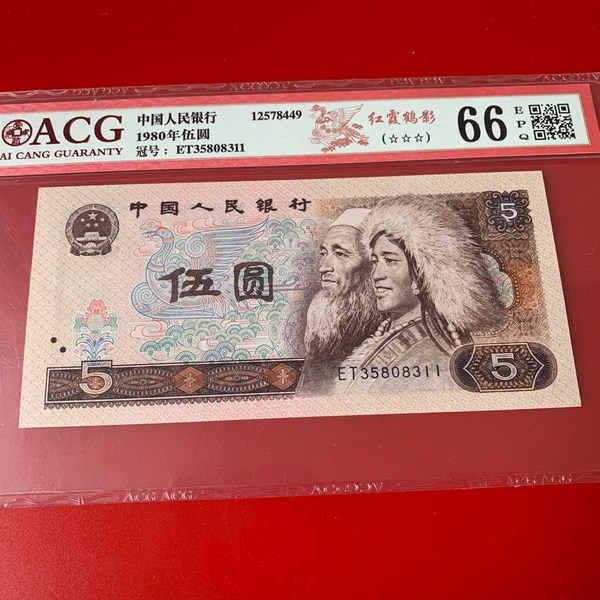 ACG
AI CANG GUARANTY
中国人民银行
1980年伍圆
冠号：ET35808311
12578449
红霞鹤影
(☆☆☆)
66
EPQ
中国人民银行
5
伍圆
5
ET35808311
5
ACG ACG